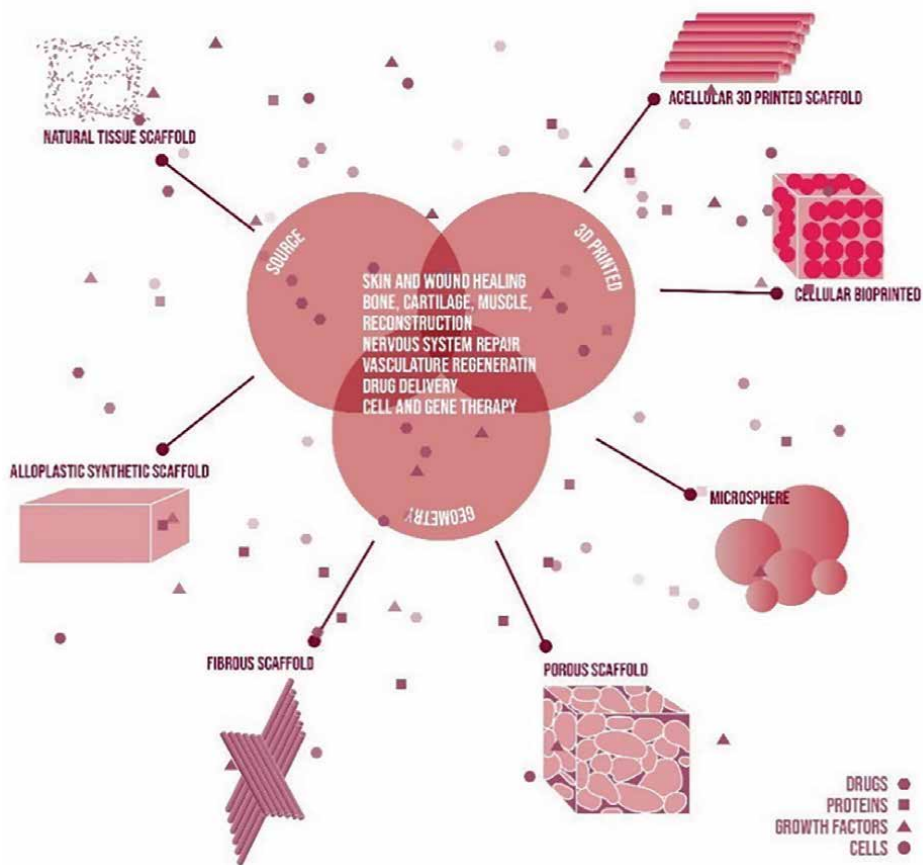 ACELLULAR 3D PRINTED SCAFFOLD
NATURAL TISSUE SCAFFOLD
SOURCE
3D PRINTED
SKIN AND WOUND HEALING
BONE, CARTILAGE, MUSCLE,
RECONSTRUCTION
NERVOUS SYSTEM REPAIR
VASCULATURE REGENERATIN
DRUG DELIVERY
CELL AND GENE THERAPY
CELLULAR BIOPRINTED
ALLOPLASTIC SYNTHETIC SCAFFOLD
MICROSPHERE
GEOMETRY
FIBROUS SCAFFOLD
POROUS SCAFFOLD
DRUGS
PROTEINS
GROWTH FACTORS
CELLS